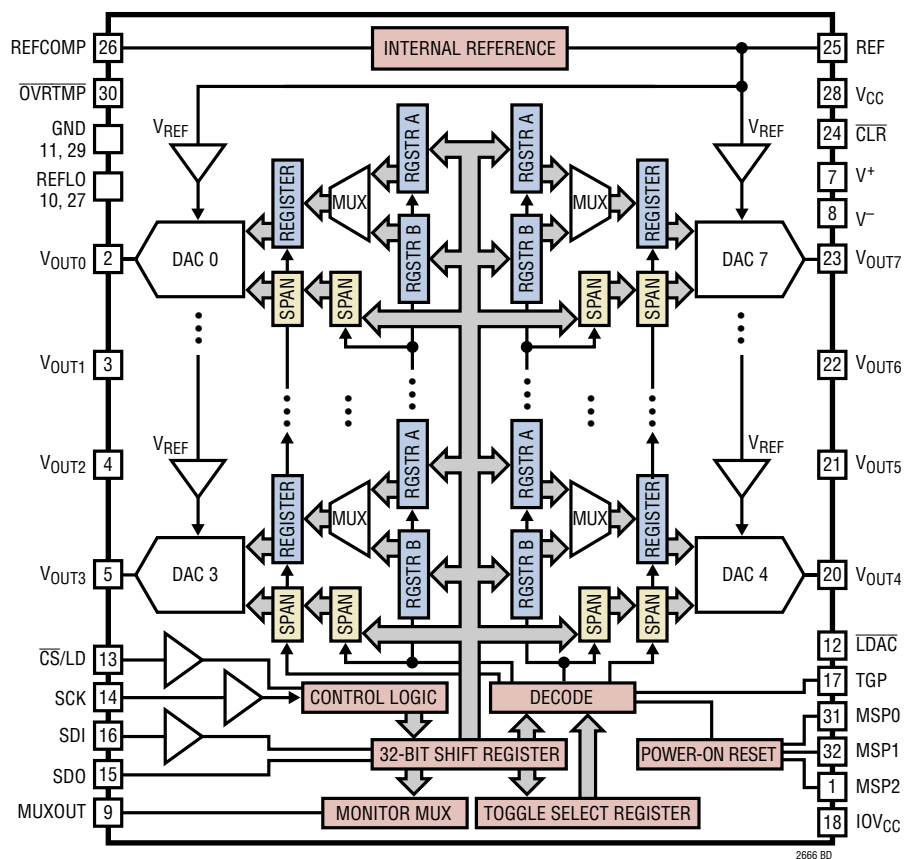 REFCOMP 26 INTERNAL REFERENCE 25 REF
OVRTMP 30
28 VCC
GND
11, 29
24 CLR
REFLO
10, 27
7 V+
8 V–
VREF
VREF
REGISTER
MUX
RGSTR A
RGSTR B
RGSTR A
RGSTR B
MUX
REGISTER
VOUT0 2 DAC 0
DAC 7 23 VOUT7
SPAN
SPAN
SPAN
SPAN
VOUT1 3
22 VOUT6
VOUT2 4
21 VOUT5
VREF
VREF
REGISTER
MUX
RGSTR A
RGSTR B
RGSTR A
RGSTR B
MUX
REGISTER
VOUT3 5 DAC 3
DAC 4 20 VOUT4
SPAN
SPAN
SPAN
SPAN
CS/LD 13
12 LDAC
SCK 14 CONTROL LOGIC
DECODE 17 TGP
31 MSP0
SDI 16
SDO 15 32-BIT SHIFT REGISTER
POWER-ON RESET 32 MSP1
1 MSP2
MUXOUT 9 MONITOR MUX TOGGLE SELECT REGISTER
18 IOVCC
2666 BD